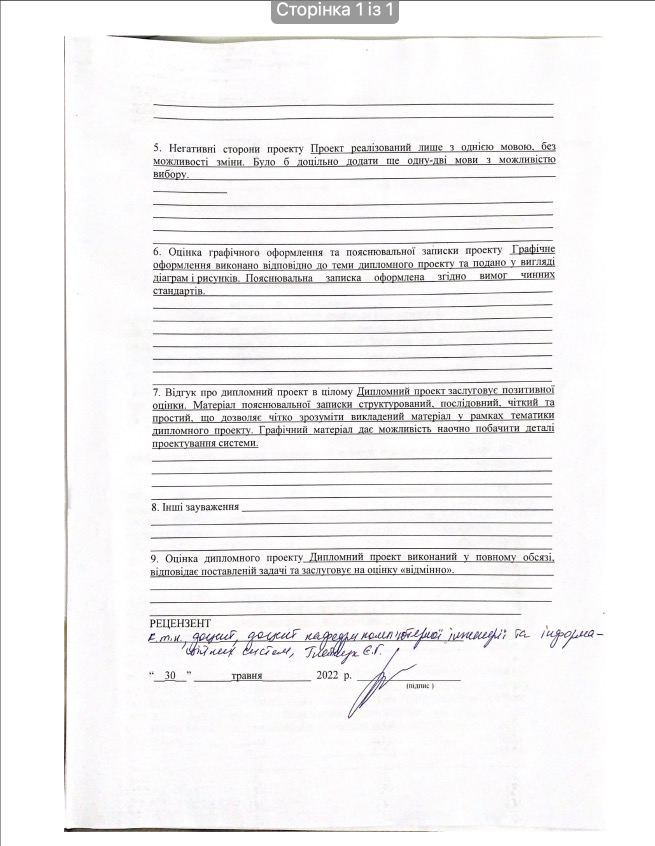 Сторінка 1 із 1
5. Негативні сторони проекту Проект реалізований лише з однією мовою, без
можливості зміни. Було б доцільно додати ще одну-дві мови з можливістю
вибору.
6. Оцінка графічного оформлення та пояснювальної записки проекту Графічне
оформлення виконано відповідно до теми дипломного проекту та подано у вигляді
діаграм і рисунків. Пояснювальна записка оформлена згідно вимог чинних
стандартів.
7. Відгук про дипломний проект в цілому Дипломний проект заслуговує позитивної
оцінки. Матеріал пояснювальної записки структурований, послідовний, чіткий та
простий, що дозволяє чітко зрозуміти викладений матеріал у рамках тематики
дипломного проекту. Графічний матеріал дає можливість наочно побачити деталі
проектування системи.
8. Інші зауваження
9. Оцінка дипломного проекту Дипломний проект виконаний у повному обсязі,
відповідає поставленій задачі та заслуговує на оцінку «відмінно».
РЕЦЕНЗЕНТ
к.т.н., доцент, доцент кафедри комп'ютерної інженерії та інформа-
ційних систем, Є.Г.
“ 30 ” травня 2022 р.
(підпис )